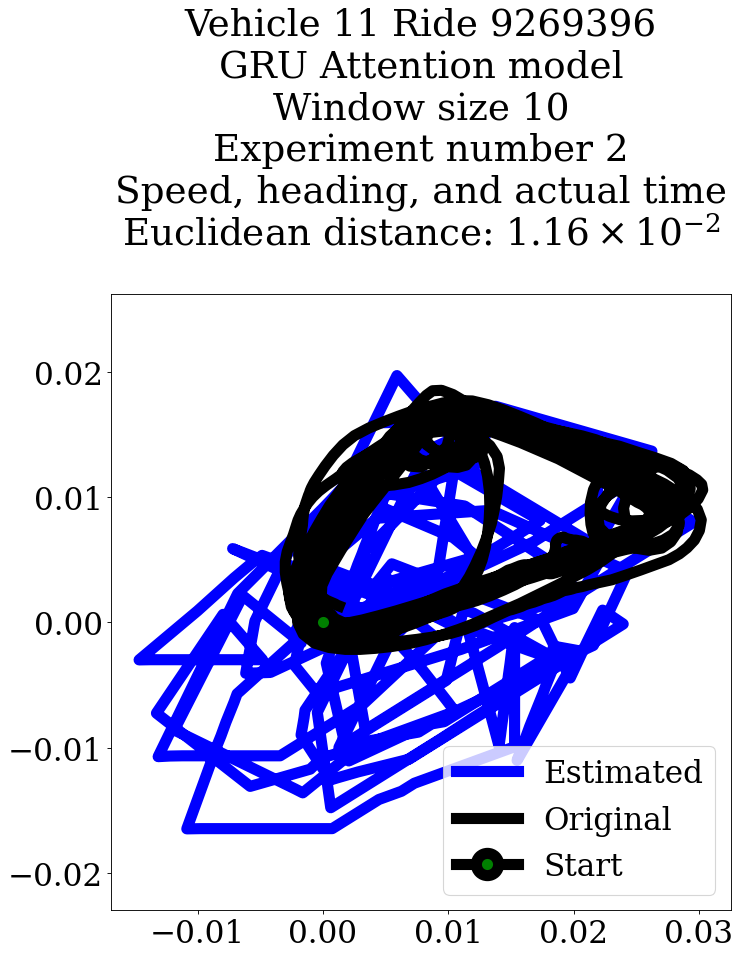 Vehicle 11 Ride 9269396
GRU Attention model
Window size 10
Experiment number 2
Speed, heading, and actual time
Euclidean distance: 1.16 × 10⁻²
0.02
0.01
0.00
−0.01
−0.02
Estimated
Original
Start
−0.01 0.00 0.01 0.02 0.03